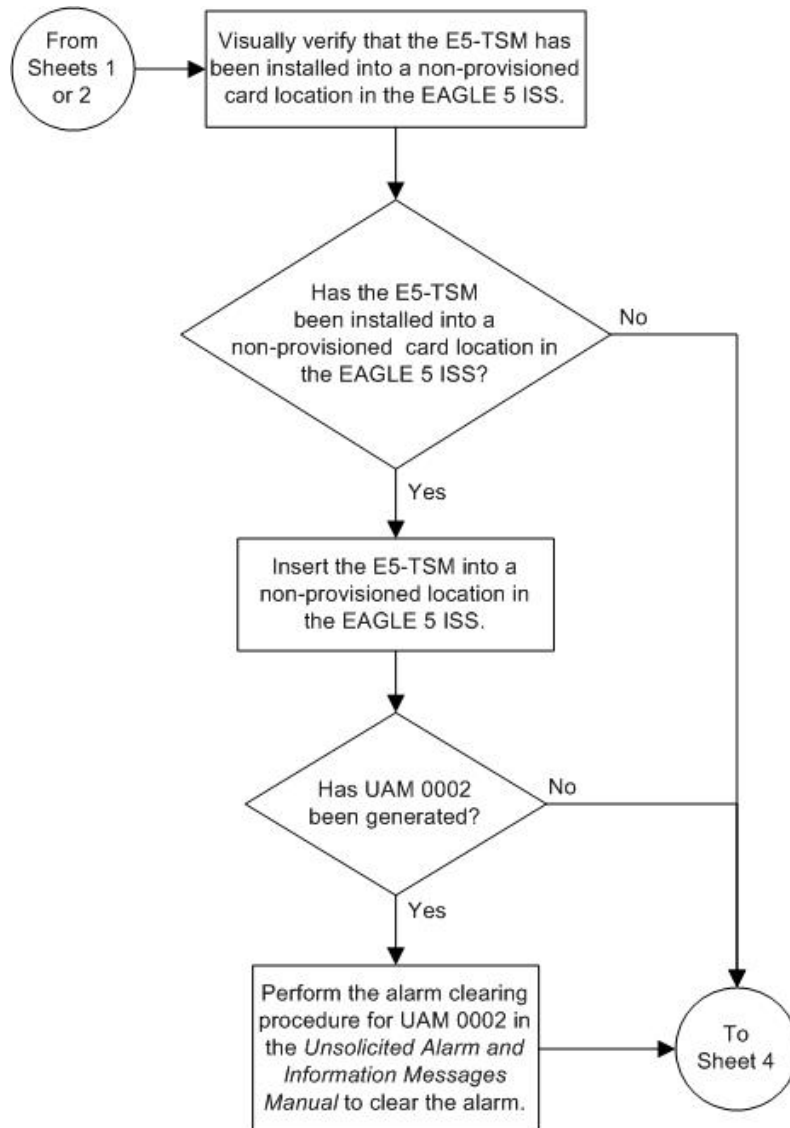 From
Sheets 1
or 2
Visually verify that the E5-TSM has
been installed into a non-provisioned
card location in the EAGLE 5 ISS.
Has the E5-TSM
been installed into a
non-provisioned card location in
the EAGLE 5 ISS?
No
Yes
Insert the E5-TSM into a
non-provisioned location in
the EAGLE 5 ISS.
Has UAM 0002
been generated?
No
Yes
Perform the alarm clearing
procedure for UAM 0002 in
the Unsolicited Alarm and
Information Messages
Manual to clear the alarm.
To
Sheet 4